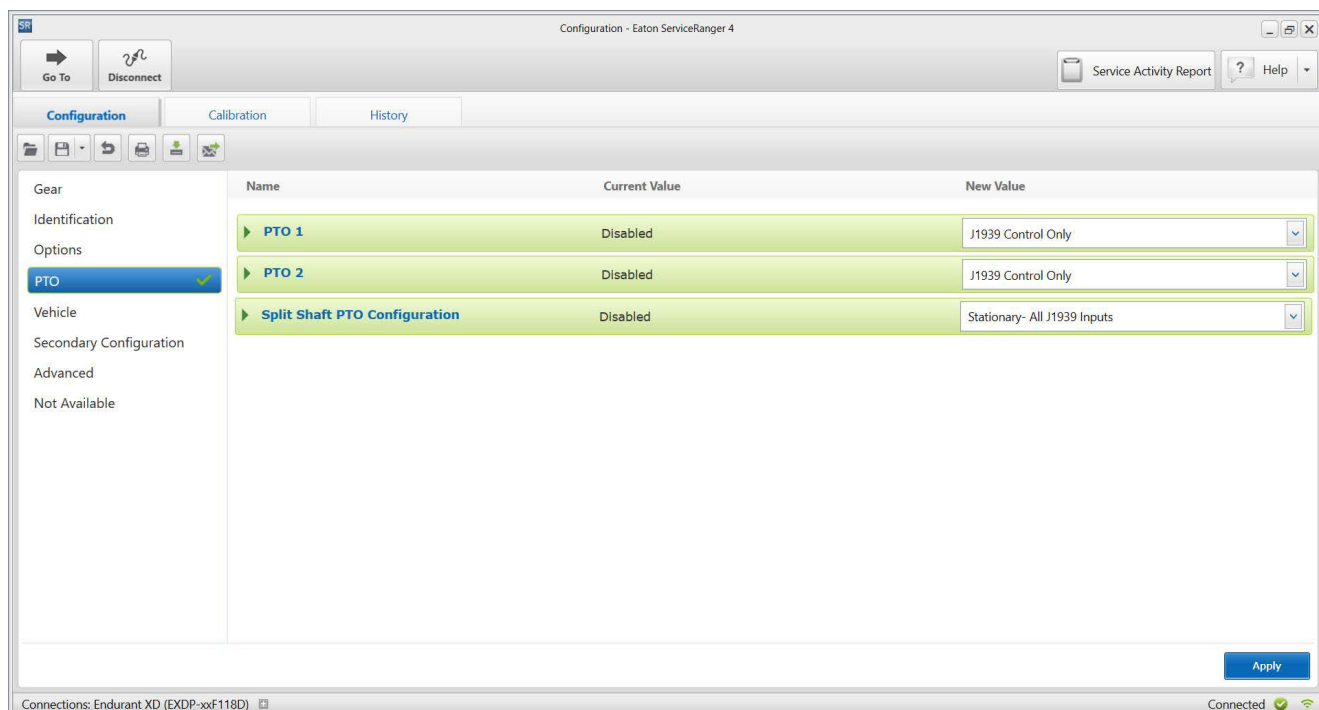 SR
Configuration - Eaton ServiceRanger 4
Go To
Disconnect
Service Activity Report
? Help
Configuration
Calibration
History
Gear
Identification
Options
PTO
Vehicle
Secondary Configuration
Advanced
Not Available
Name Current Value New Value
PTO 1 Disabled J1939 Control Only
PTO 2 Disabled J1939 Control Only
Split Shaft PTO Configuration Disabled Stationary- All J1939 Inputs
Apply
Connections: Endurant XD (EXDP-xxF118D) Connected